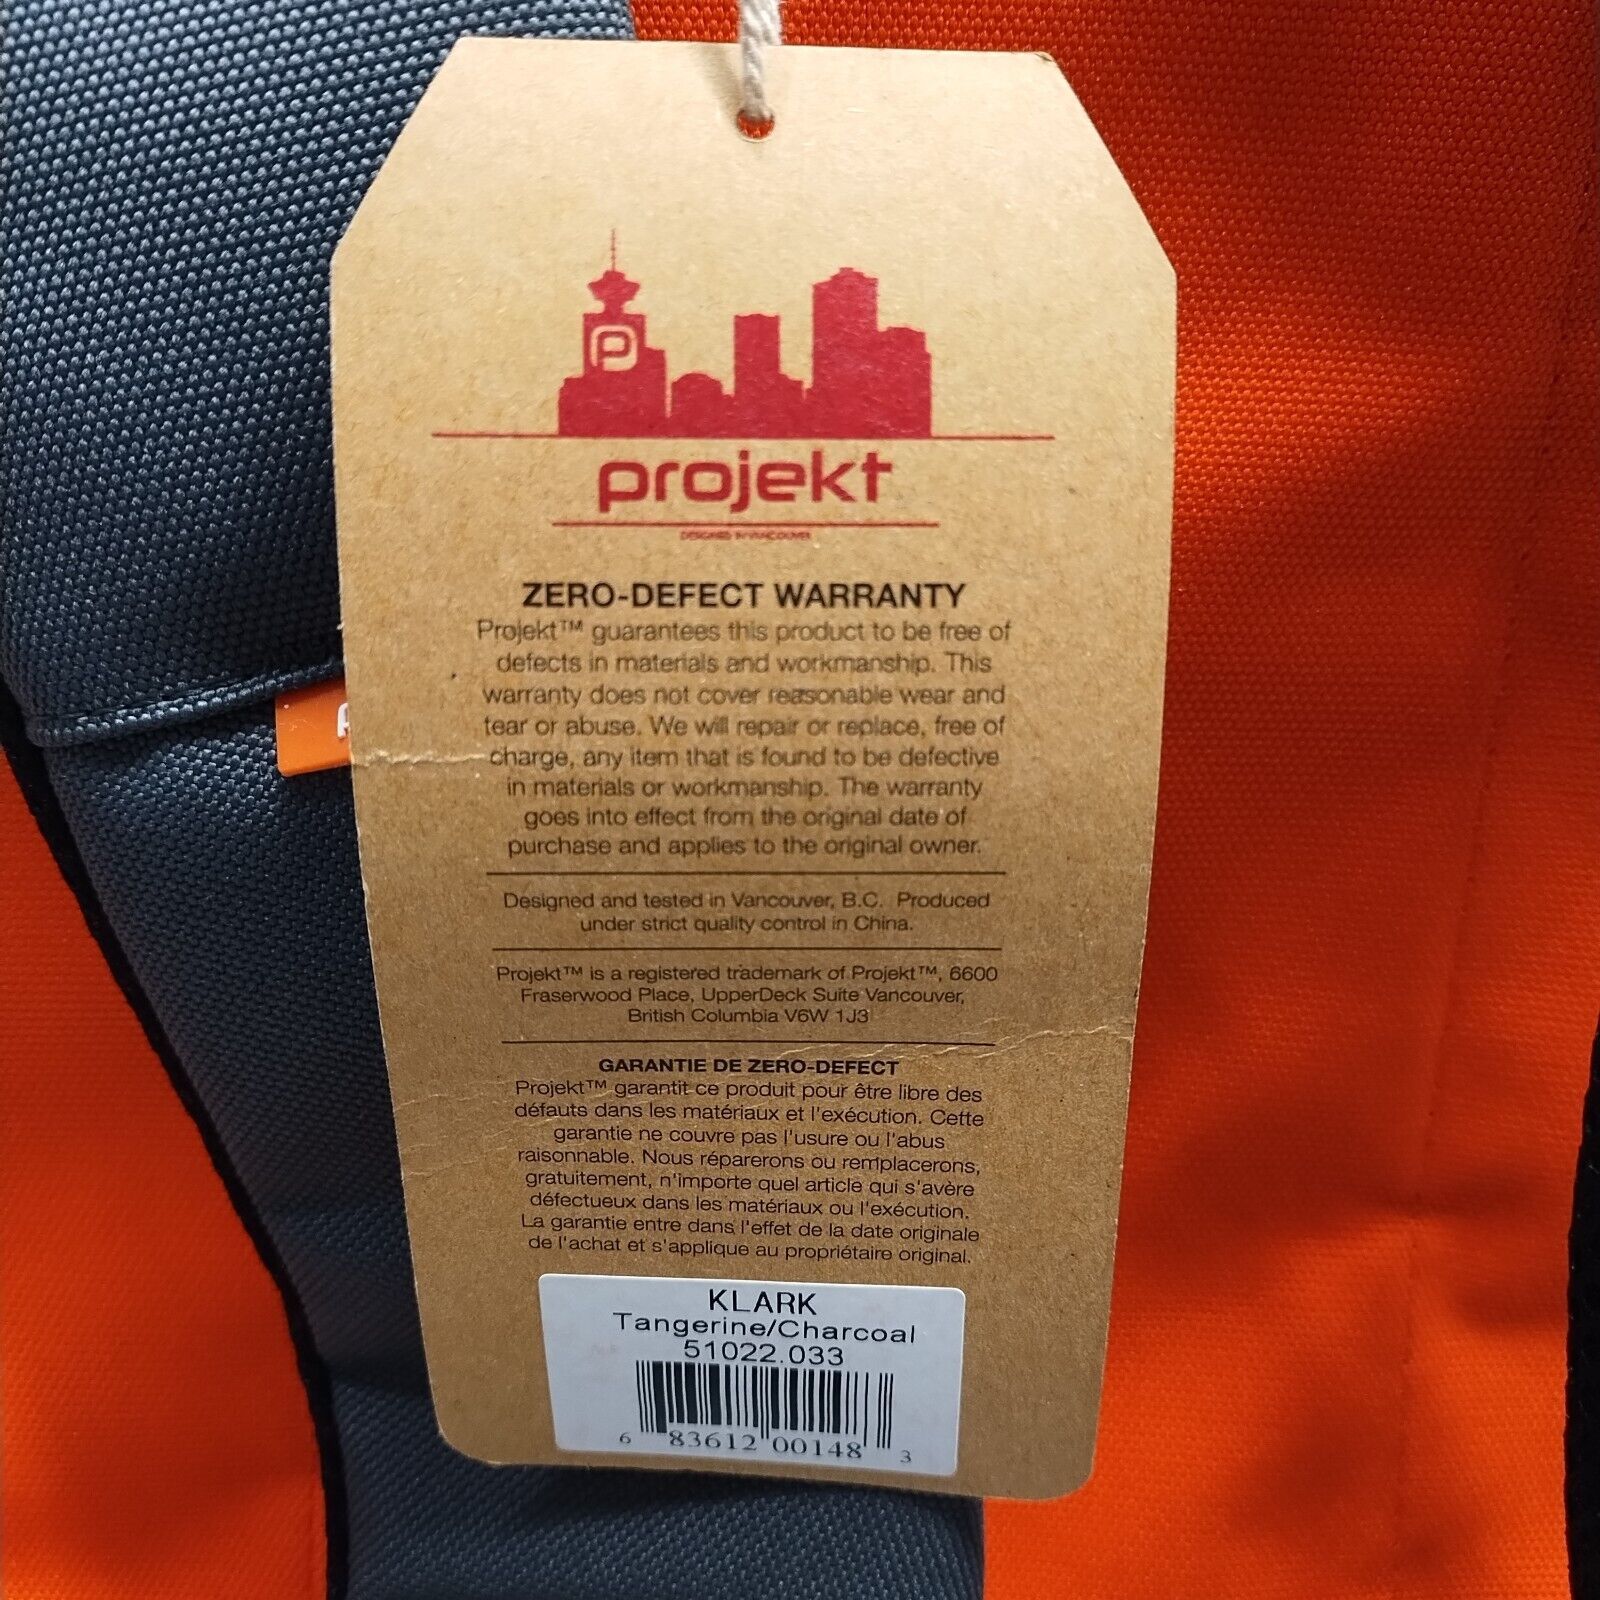 P
projekt
DESIGNED IN VANCOUVER
ZERO-DEFECT WARRANTY
Projekt™ guarantees this product to be free of
defects in materials and workmanship. This
warranty does not cover reasonable wear and
tear or abuse. We will repair or replace, free of
charge, any item that is found to be defective
in materials or workmanship. The warranty
goes into effect from the original date of
purchase and applies to the original owner.
Designed and tested in Vancouver, B.C. Produced
under strict quality control in China.
Projekt™ is a registered trademark of Projekt™, 6600
Fraserwood Place, UpperDeck Suite Vancouver,
British Columbia V6W 1J3
GARANTIE DE ZERO-DEFECT
Projekt™ garantit ce produit pour être libre des
défauts dans les matériaux et l'exécution. Cette
garantie ne couvre pas l'usure ou l'abus
raisonnable. Nous réparerons ou remplacerons,
gratuitement, n'importe quel article qui s'avère
défectueux dans les matériaux ou l'exécution.
La garantie entre dans l'effet de la date originale
de l'achat et s'applique au propriétaire original.
KLARK
Tangerine/Charcoal
51022.033
6 83612 00148 3